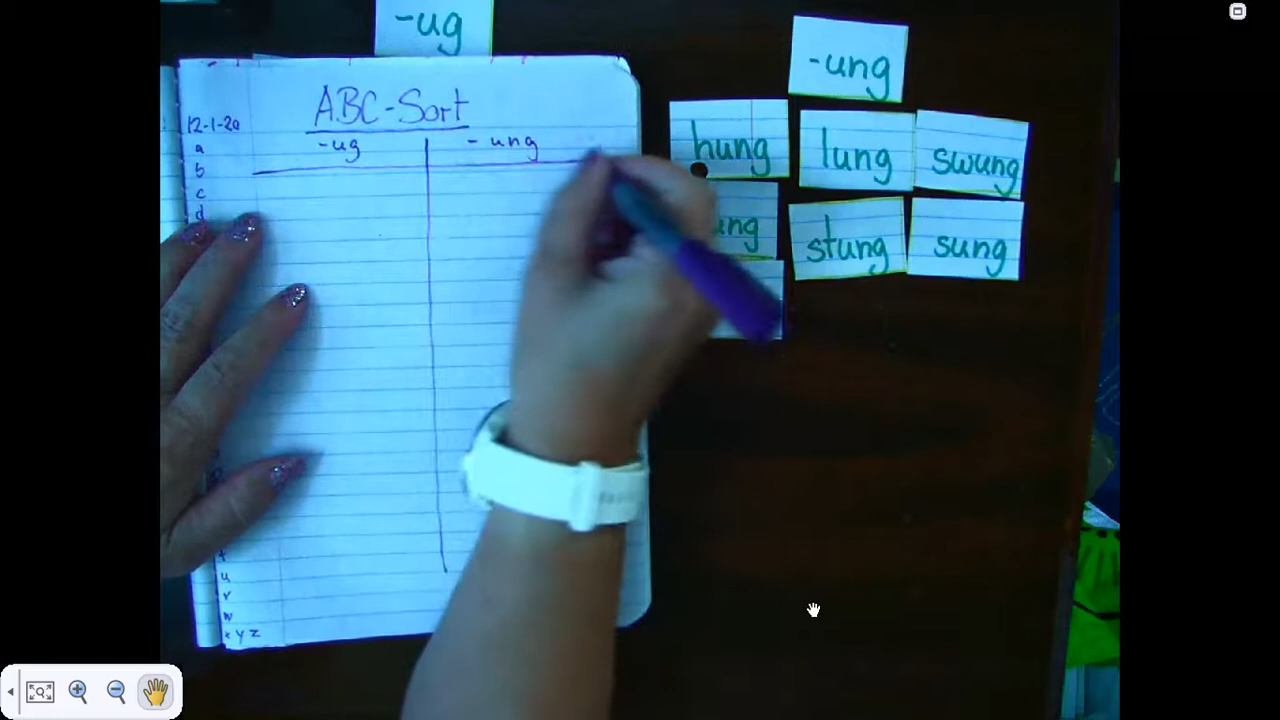 -ug
-ung
ABC-Sort
12-1-20
-ug -ung
a
b
c
d
u
v
w
x y z
hung lung swung
stung sung